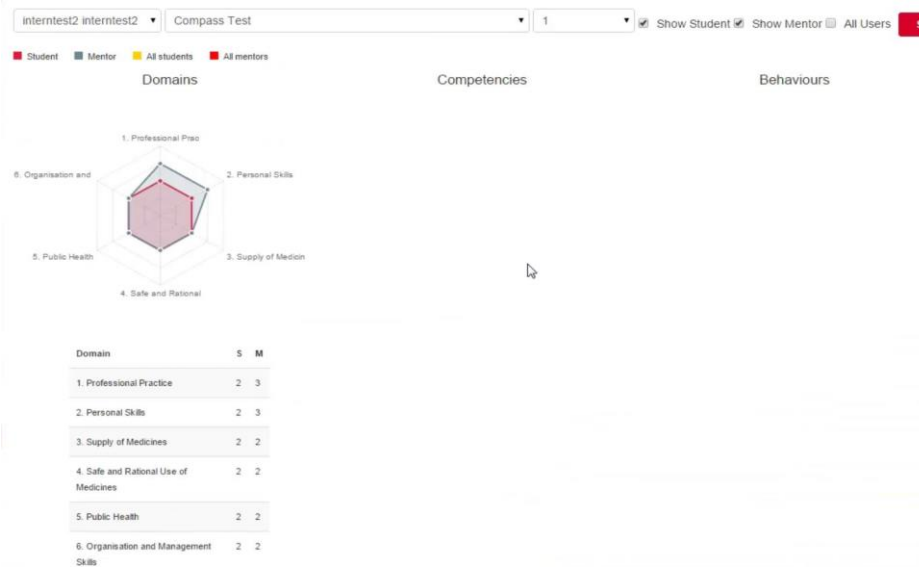 interntest2 interntest2 Compass Test 1 Show Student Show Mentor All Users S
Student Mentor All students All mentors
Domains Competencies Behaviours
1. Professional Prac
6. Organisation and 2. Personal Skills
5. Public Health 3. Supply of Medicin
4. Safe and Rational
Domain S M
1. Professional Practice 2 3
2. Personal Skills 2 3
3. Supply of Medicines 2 2
4. Safe and Rational Use of 2 2
Medicines
5. Public Health 2 2
6. Organisation and Management 2 2
Skills